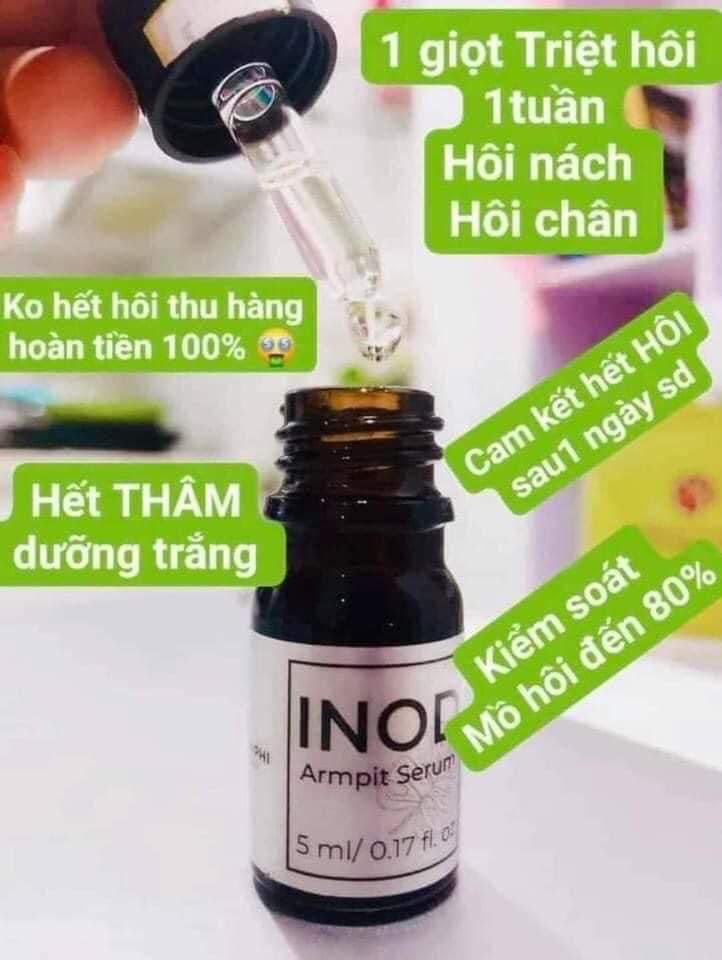 1 giọt Triệt hôi
1tuần
Hôi nách
Hôi chân
Ko hết hôi thu hàng
hoàn tiền 100% 🤑
Cam kết hết HÔI
sau1 ngày sd
Hết THÂM
dưỡng trắng
Kiểm soát
Mồ hôi đến 80%
INOD
PHI
Armpit Serum
5 ml/ 0.17 fl. oz